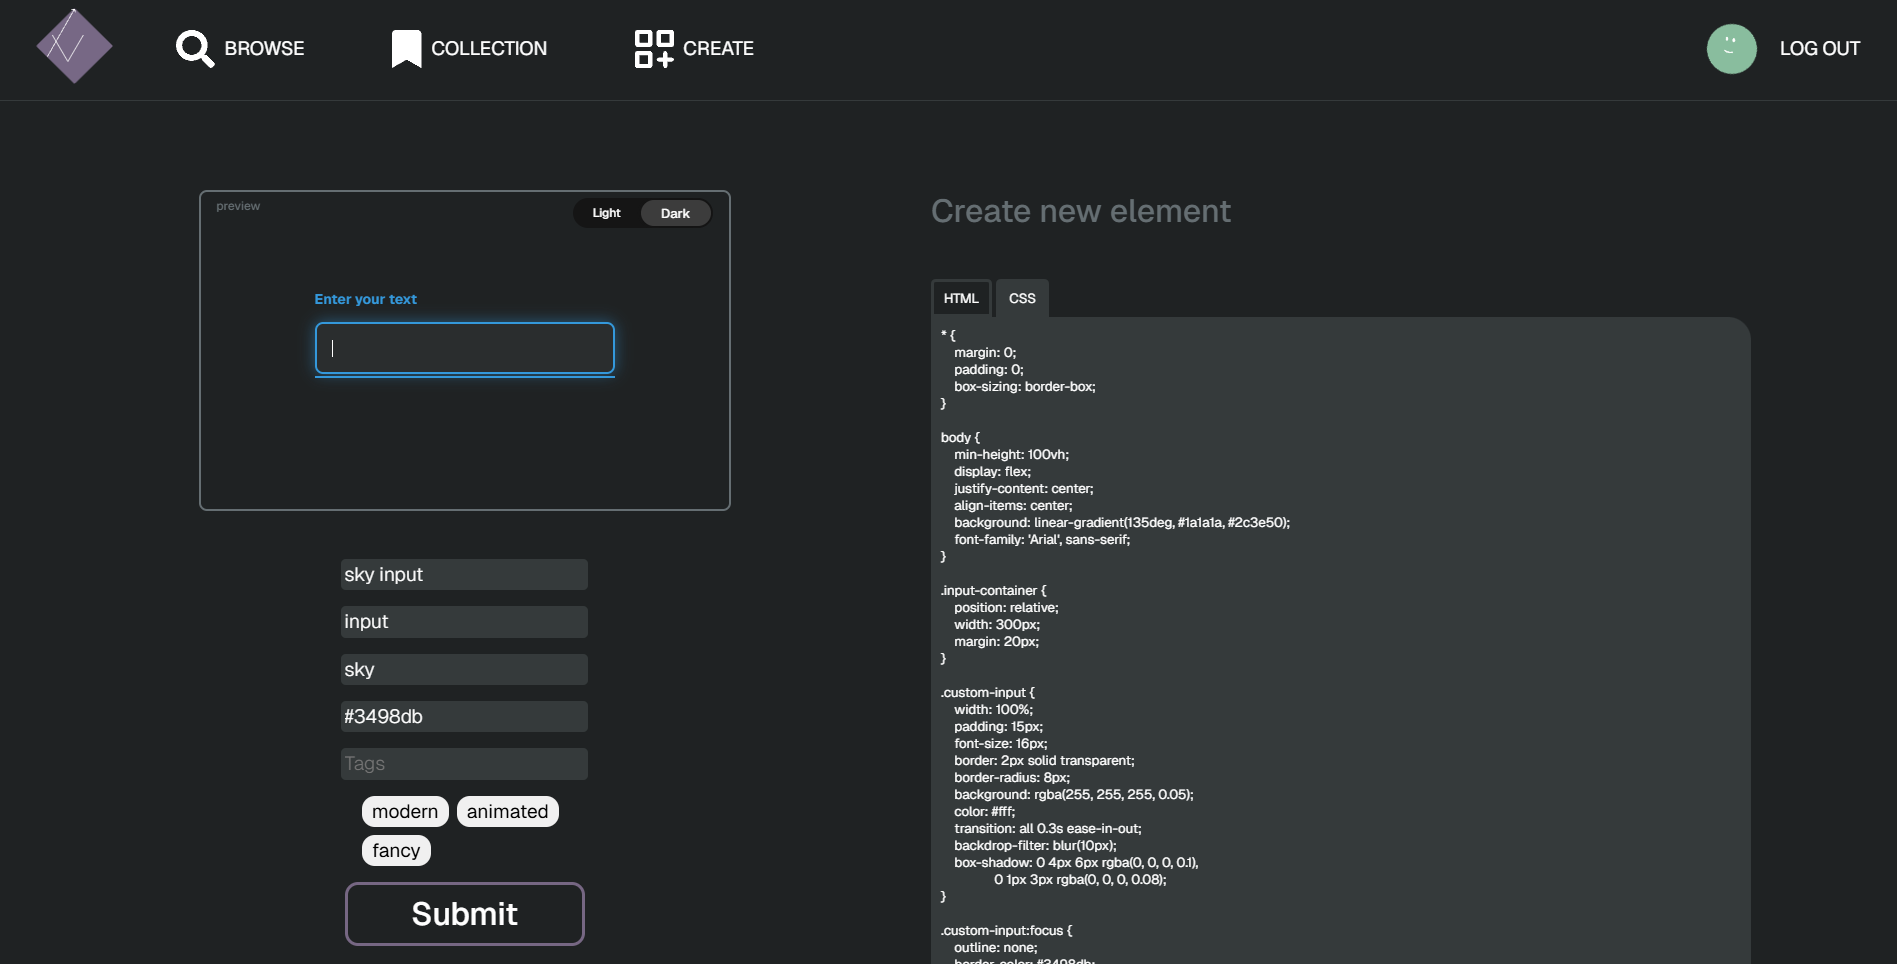 BROWSE
COLLECTION
CREATE
LOG OUT
preview
Light
Dark
Enter your text
sky input
input
sky
#3498db
Tags
modern
animated
fancy
Submit
Create new element
HTML
CSS
* {
margin: 0;
padding: 0;
box-sizing: border-box;
}
body {
min-height: 100vh;
display: flex;
justify-content: center;
align-items: center;
background: linear-gradient(135deg, #1a1a1a, #2c3e50);
font-family: 'Arial', sans-serif;
}
.input-container {
position: relative;
width: 300px;
margin: 20px;
}
.custom-input {
width: 100%;
padding: 15px;
font-size: 16px;
border: 2px solid transparent;
border-radius: 8px;
background: rgba(255, 255, 255, 0.05);
color: #fff;
transition: all 0.3s ease-in-out;
backdrop-filter: blur(10px);
box-shadow: 0 4px 6px rgba(0, 0, 0, 0.1),
0 1px 3px rgba(0, 0, 0, 0.08);
}
.custom-input:focus {
outline: none;
border-color: #3498db;